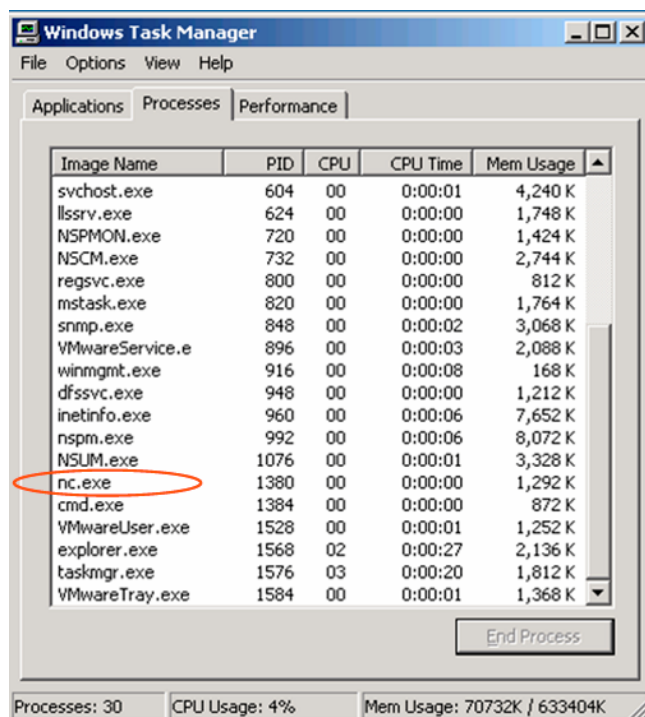 Windows Task Manager
File Options View Help
Applications Processes Performance
Image Name PID CPU CPU Time Mem Usage
svchost.exe 604 00 0:00:01 4,240 K
llssrv.exe 624 00 0:00:00 1,748 K
NSPMON.exe 720 00 0:00:00 1,424 K
NSCM.exe 732 00 0:00:00 2,744 K
regsvc.exe 800 00 0:00:00 812 K
mstask.exe 820 00 0:00:00 1,764 K
snmp.exe 848 00 0:00:02 3,068 K
VMwareService.e 896 00 0:00:03 2,088 K
winmgmt.exe 916 00 0:00:08 168 K
dfssvc.exe 948 00 0:00:00 1,212 K
inetinfo.exe 960 00 0:00:06 7,652 K
nspm.exe 992 00 0:00:06 8,072 K
NSUM.exe 1076 00 0:00:01 3,328 K
nc.exe 1380 00 0:00:00 1,292 K
cmd.exe 1384 00 0:00:00 872 K
VMwareUser.exe 1528 00 0:00:01 1,252 K
explorer.exe 1568 02 0:00:27 2,136 K
taskmgr.exe 1576 03 0:00:20 1,812 K
VMwareTray.exe 1584 00 0:00:01 1,368 K
End Process
Processes: 30 CPU Usage: 4% Mem Usage: 70732K / 633404K